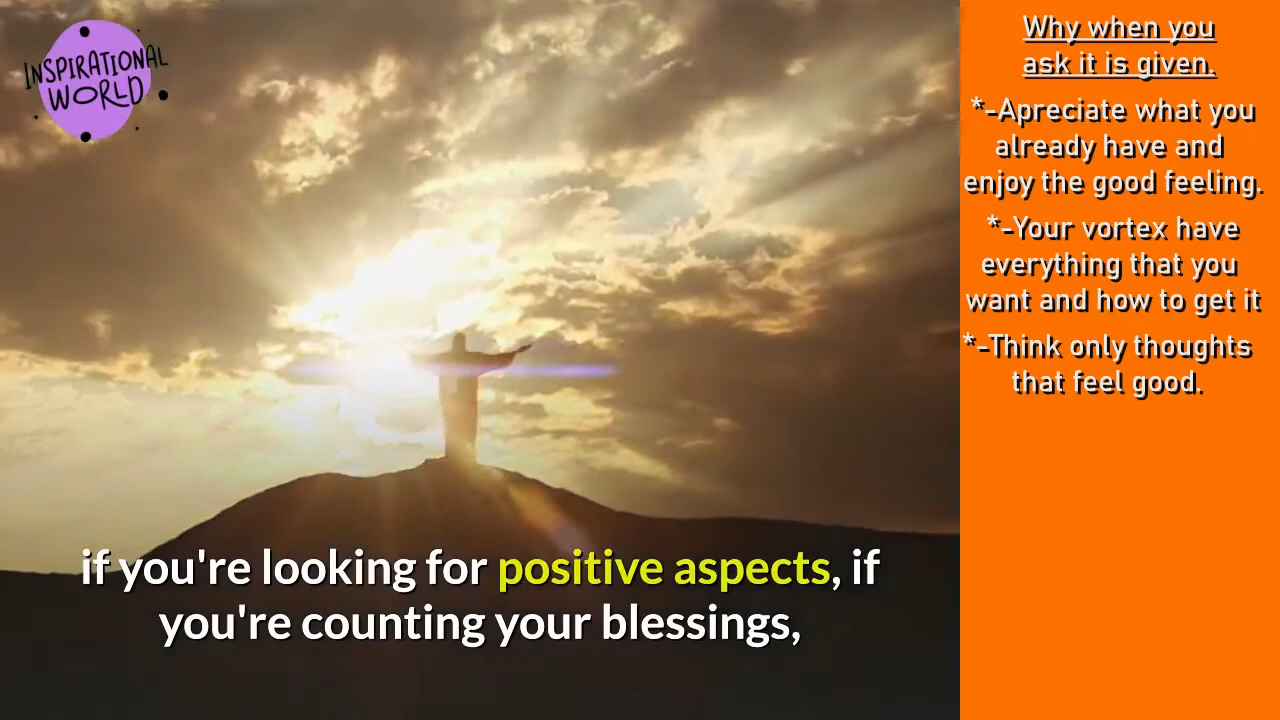 INSPIRATIONAL
WORLD
Why when you
ask it is given.
*-Apreciate what you
already have and
enjoy the good feeling.
*-Your vortex have
everything that you
want and how to get it
*-Think only thoughts
that feel good.
if you're looking for positive aspects, if
you're counting your blessings,